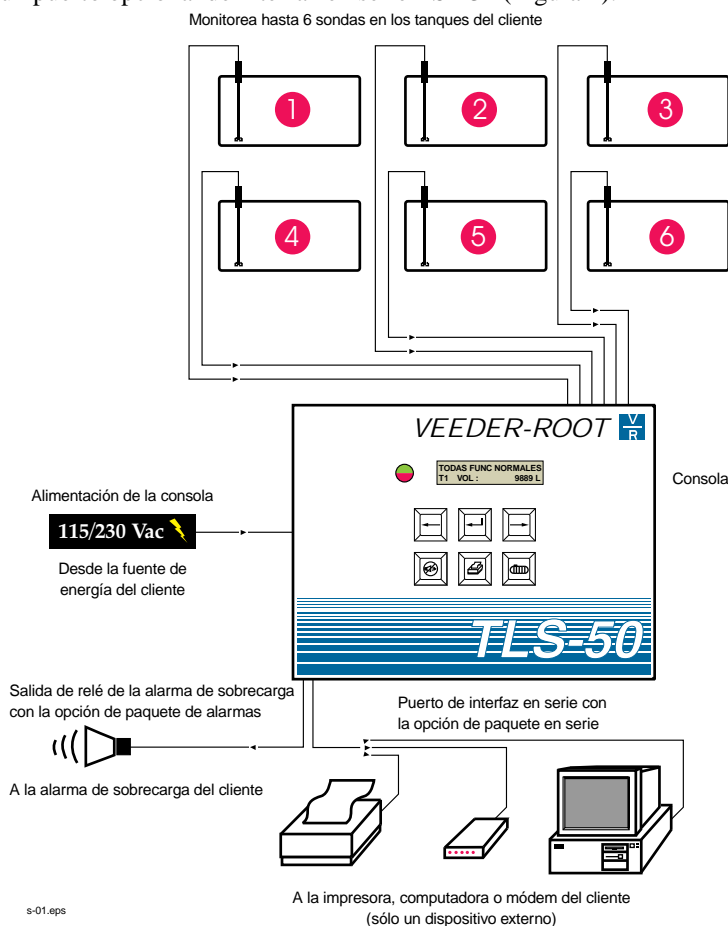 Monitorea hasta 6 sondas en los tanques del cliente
1
2
3
4
5
6
VEEDER-ROOT V
R
TODAS FUNC NORMALES
T1 VOL : 9889 L
Consola
Alimentación de la consola
115/230 Vac
Desde la fuente de
energía del cliente
TLS-50
Salida de relé de la alarma de sobrecarga
con la opción de paquete de alarmas
Puerto de interfaz en serie con
la opción de paquete en serie
A la alarma de sobrecarga del cliente
A la impresora, computadora o módem del cliente
(sólo un dispositivo externo)
s-01.eps